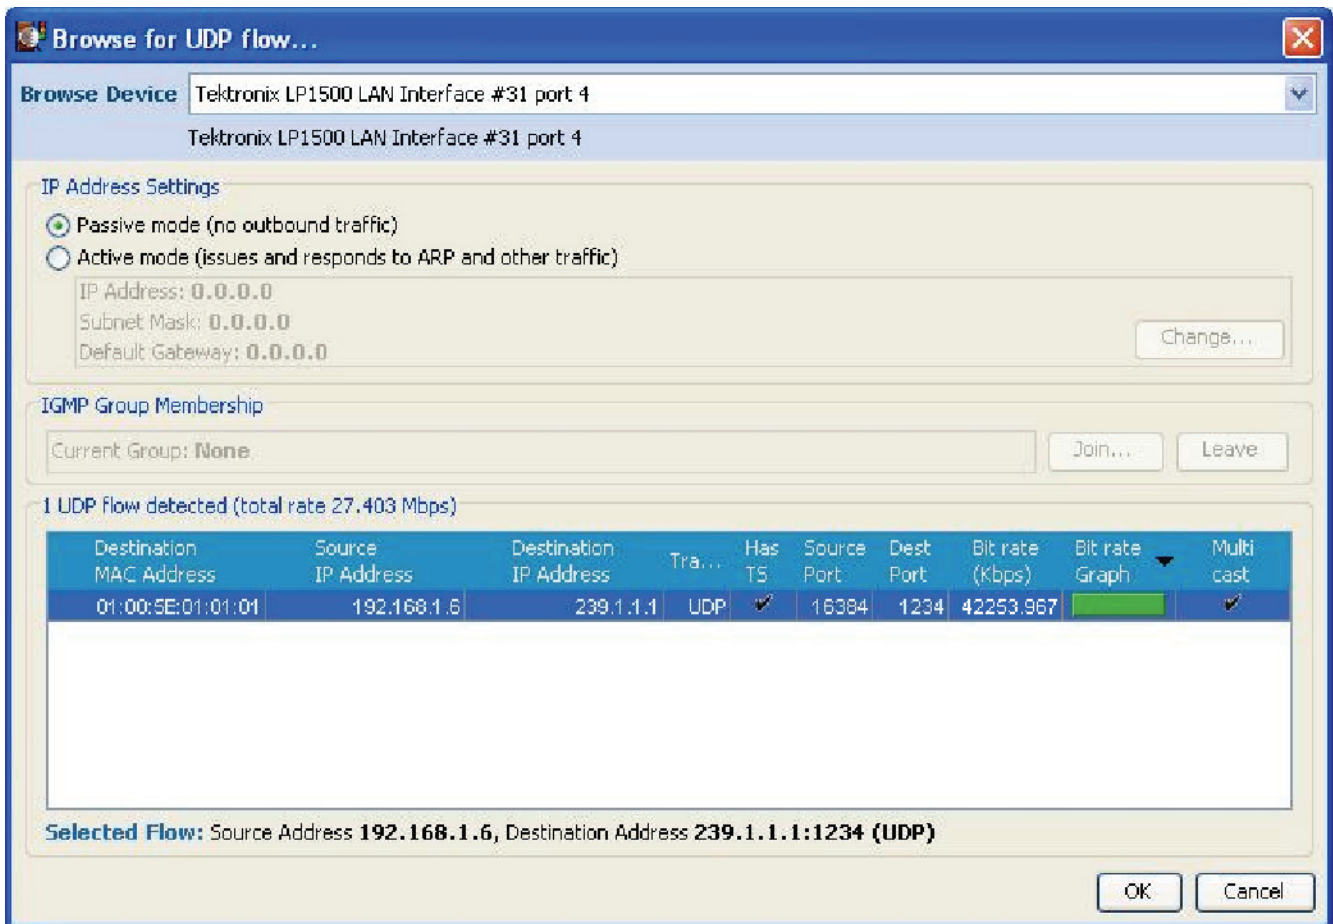 Browse for UDP flow...
Browse Device Tektronix LP1500 LAN Interface #31 port 4
Tektronix LP1500 LAN Interface #31 port 4
IP Address Settings
Passive mode (no outbound traffic)
Active mode (issues and responds to ARP and other traffic)
IP Address: 0.0.0.0
Subnet Mask: 0.0.0.0
Default Gateway: 0.0.0.0
Change...
IGMP Group Membership
Current Group: None
Join...
Leave
1 UDP flow detected (total rate 27.403 Mbps)
Destination MAC Address Source IP Address Destination IP Address Tra... Has TS Source Port Dest Port Bit rate (Kbps) Bit rate Graph Multi cast
01:00:5E:01:01:01 192.168.1.6 239.1.1.1 UDP 16384 1234 42253.967
Selected Flow: Source Address 192.168.1.6, Destination Address 239.1.1.1:1234 (UDP)
OK
Cancel